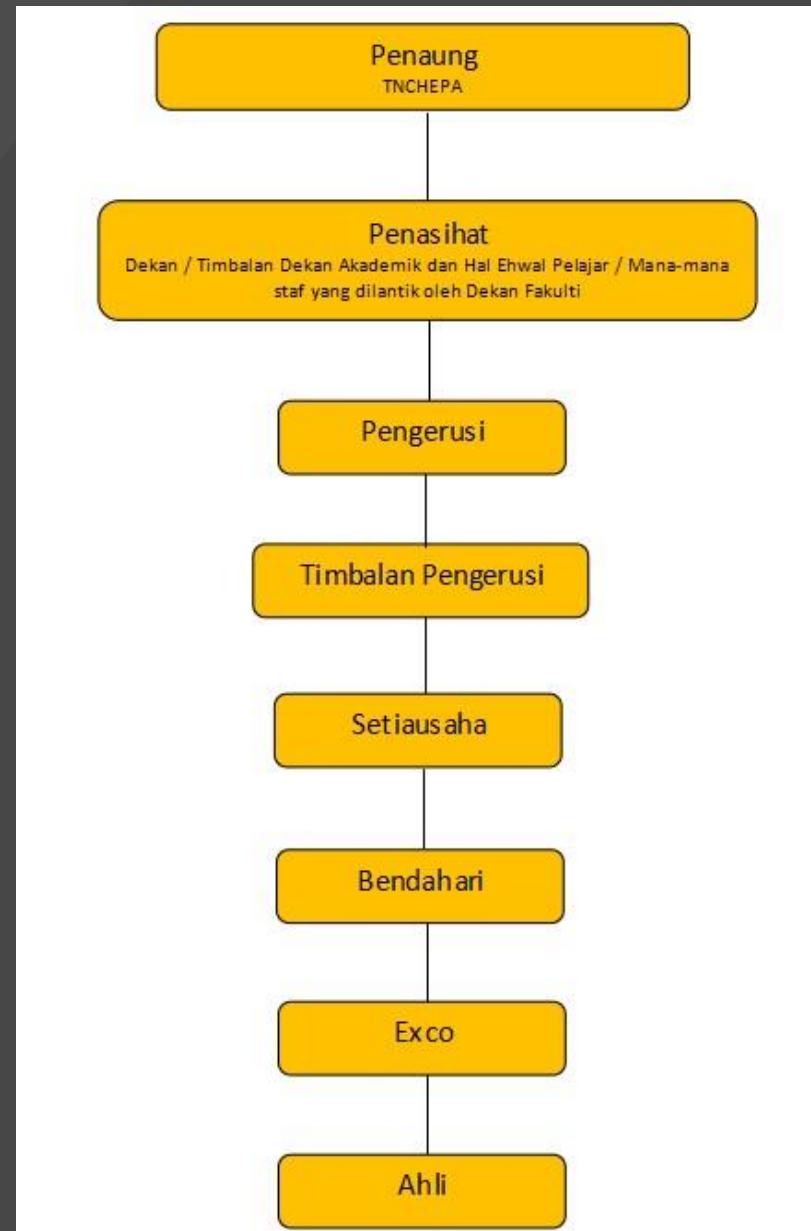 Penaung
TNCHEPA
Penasihat
Dekan / Timbalan Dekan Akademik dan Hal Ehwal Pelajar / Mana-mana
staf yang dilantik oleh Dekan Fakulti
Pengerusi
Timbalan Pengerusi
Setiausaha
Bendahari
Exco
Ahli